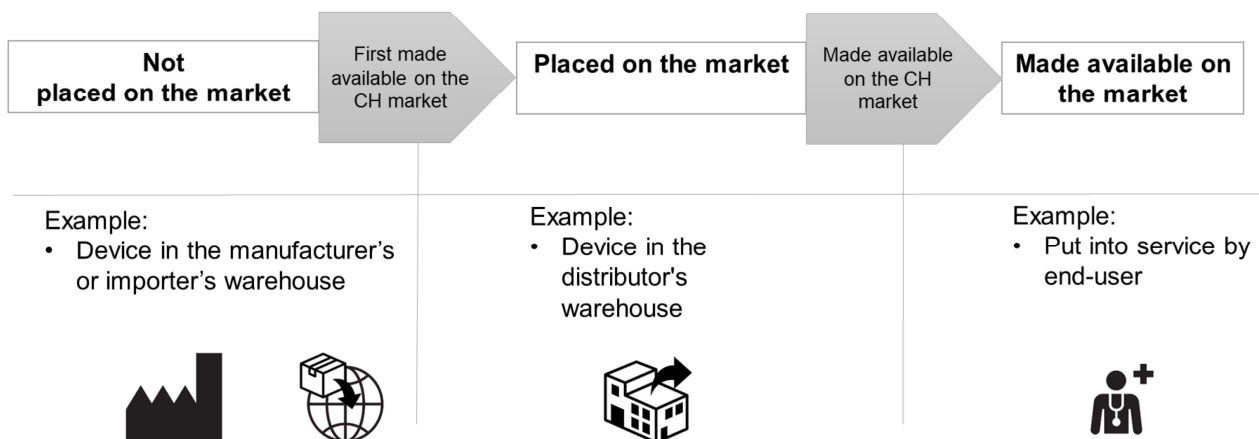 Not
placed on the market
First made
available on the
CH market
Placed on the market
Made available
on the CH
market
Made available on
the market
Example:
• Device in the manufacturer’s
or importer’s warehouse
Example:
• Device in the
distributor's
warehouse
Example:
• Put into service by
end-user